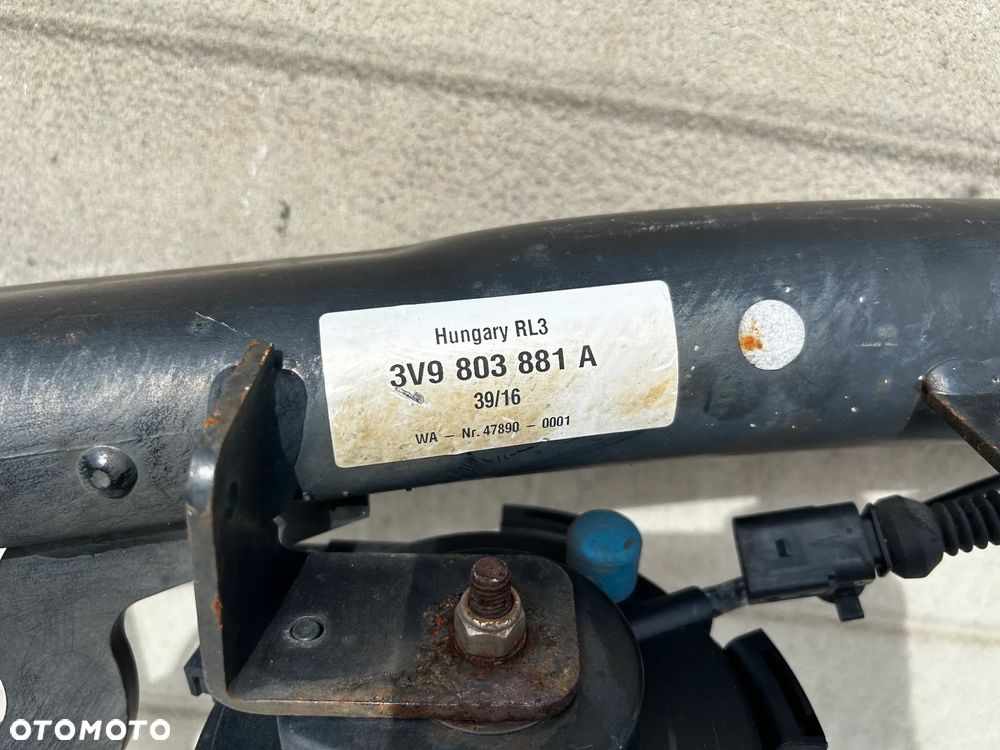 Hungary RL3
3V9 803 881 A
39/16
WA - Nr. 47890 - 0001
OTOMOTO